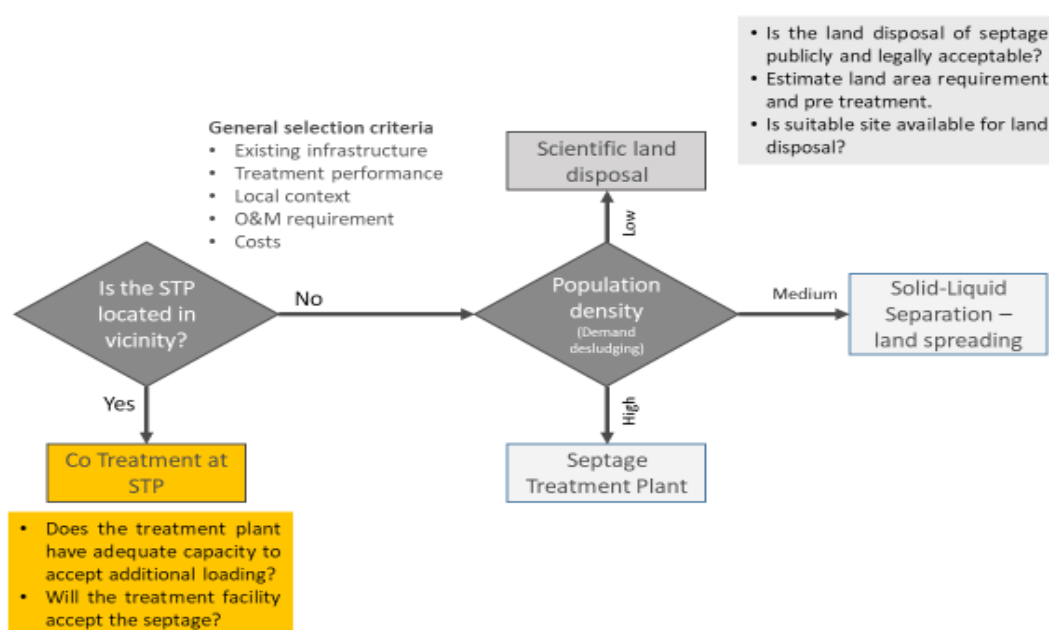 • Is the land disposal of septage
publicly and legally acceptable?
• Estimate land area requirement
and pre treatment.
• Is suitable site available for land
disposal?
General selection criteria
• Existing infrastructure
• Treatment performance
• Local context
• O&M requirement
• Costs
Scientific land
disposal
Low
Is the STP
located in
vicinity?
No
Population
density
(Demand
desludging)
Medium
Solid-Liquid
Separation –
land spreading
Yes
High
Co Treatment at
STP
Septage
Treatment Plant
• Does the treatment plant
have adequate capacity to
accept additional loading?
• Will the treatment facility
accept the septage?